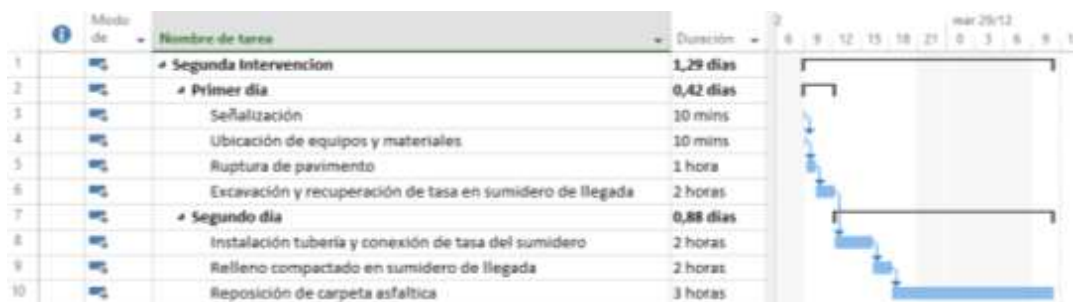 Modo
de Nombre de tarea Duración
mar 29/12
6 9 12 15 18 21 0 3 6 9
1 Segunda Intervencion 1,29 días
2 Primer dia 0,42 días
3 Señalización 10 mins
4 Ubicación de equipos y materiales 10 mins
5 Ruptura de pavimento 1 hora
6 Excavación y recuperación de tasa en sumidero de llegada 2 horas
7 Segundo dia 0,88 días
8 Instalación tubería y conexión de tasa del sumidero 2 horas
9 Relleno compactado en sumidero de llegada 2 horas
10 Reposición de carpeta asfaltica 3 horas